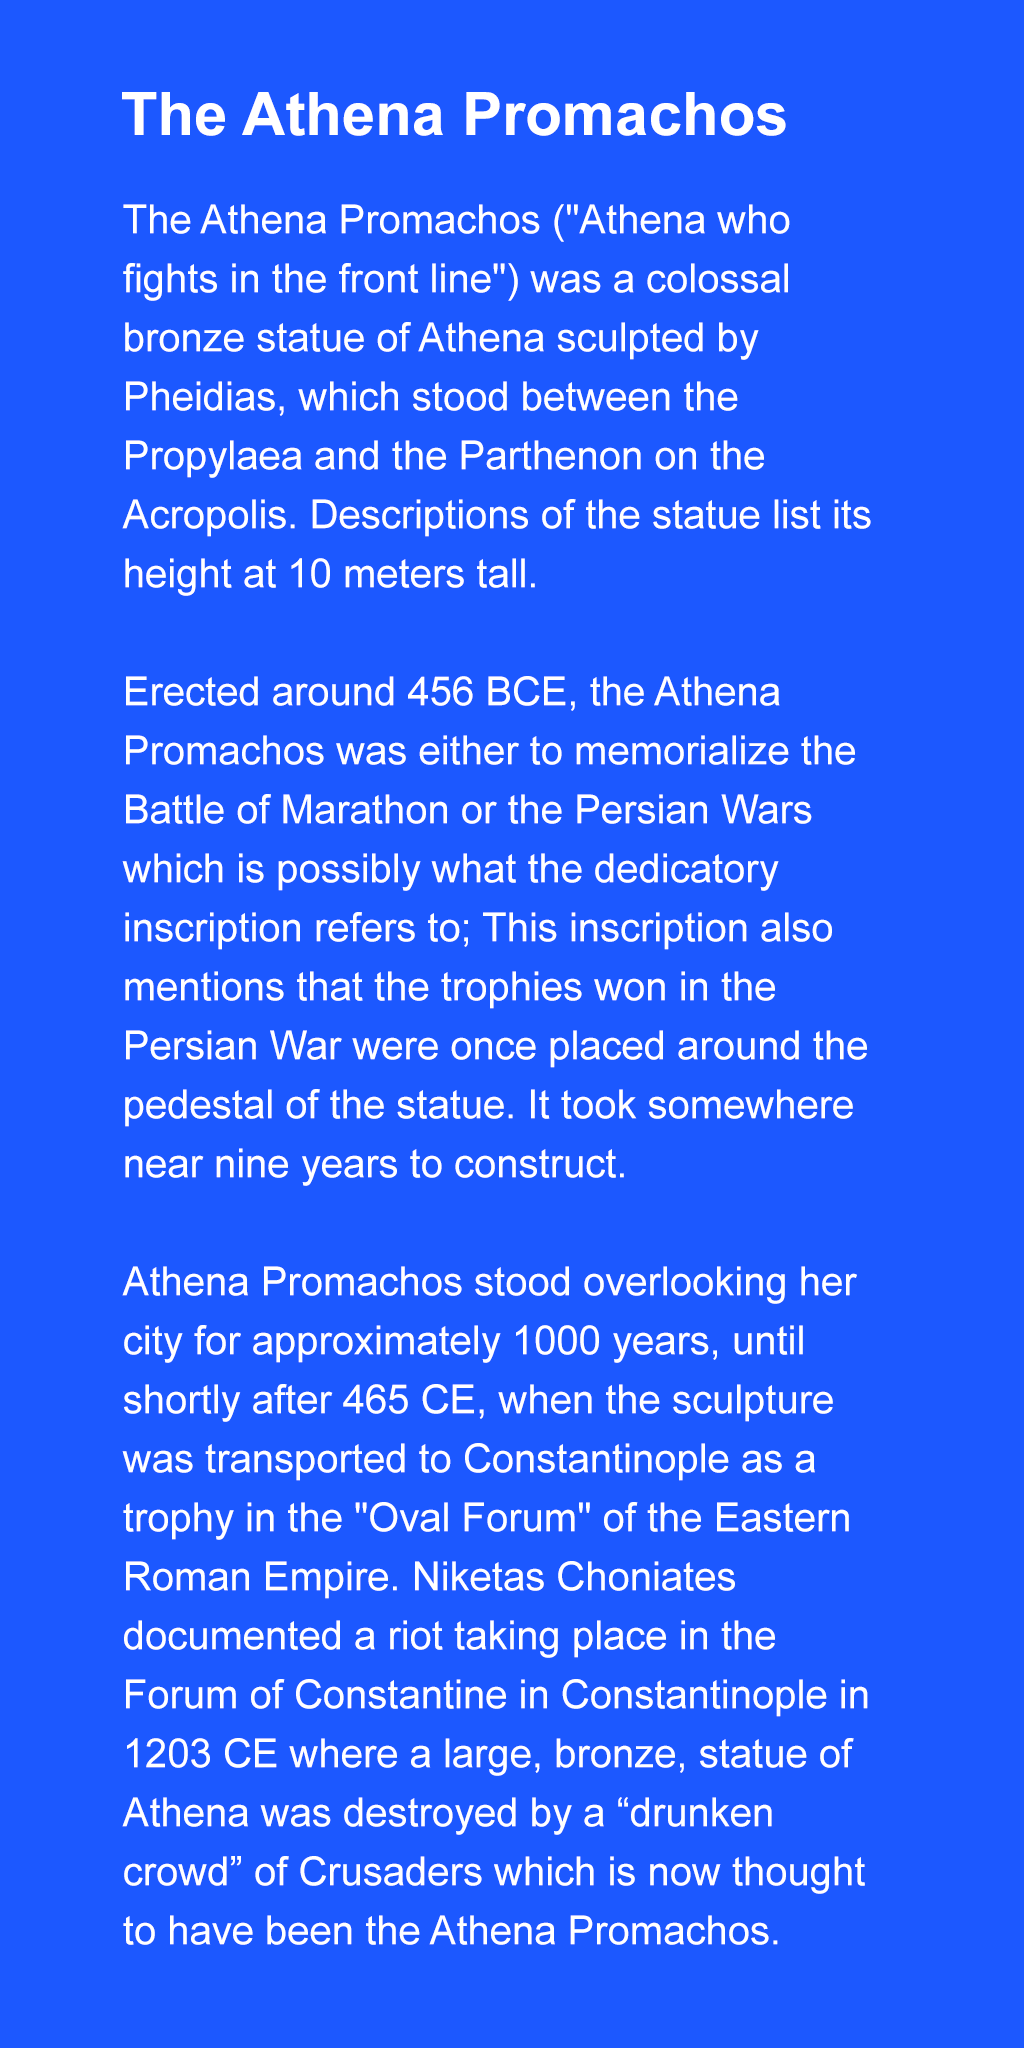 The Athena Promachos
The Athena Promachos ("Athena who
fights in the front line") was a colossal
bronze statue of Athena sculpted by
Pheidias, which stood between the
Propylaea and the Parthenon on the
Acropolis. Descriptions of the statue list its
height at 10 meters tall.
Erected around 456 BCE, the Athena
Promachos was either to memorialize the
Battle of Marathon or the Persian Wars
which is possibly what the dedicatory
inscription refers to; This inscription also
mentions that the trophies won in the
Persian War were once placed around the
pedestal of the statue. It took somewhere
near nine years to construct.
Athena Promachos stood overlooking her
city for approximately 1000 years, until
shortly after 465 CE, when the sculpture
was transported to Constantinople as a
trophy in the "Oval Forum" of the Eastern
Roman Empire. Niketas Choniates
documented a riot taking place in the
Forum of Constantine in Constantinople in
1203 CE where a large, bronze, statue of
Athena was destroyed by a “drunken
crowd” of Crusaders which is now thought
to have been the Athena Promachos.